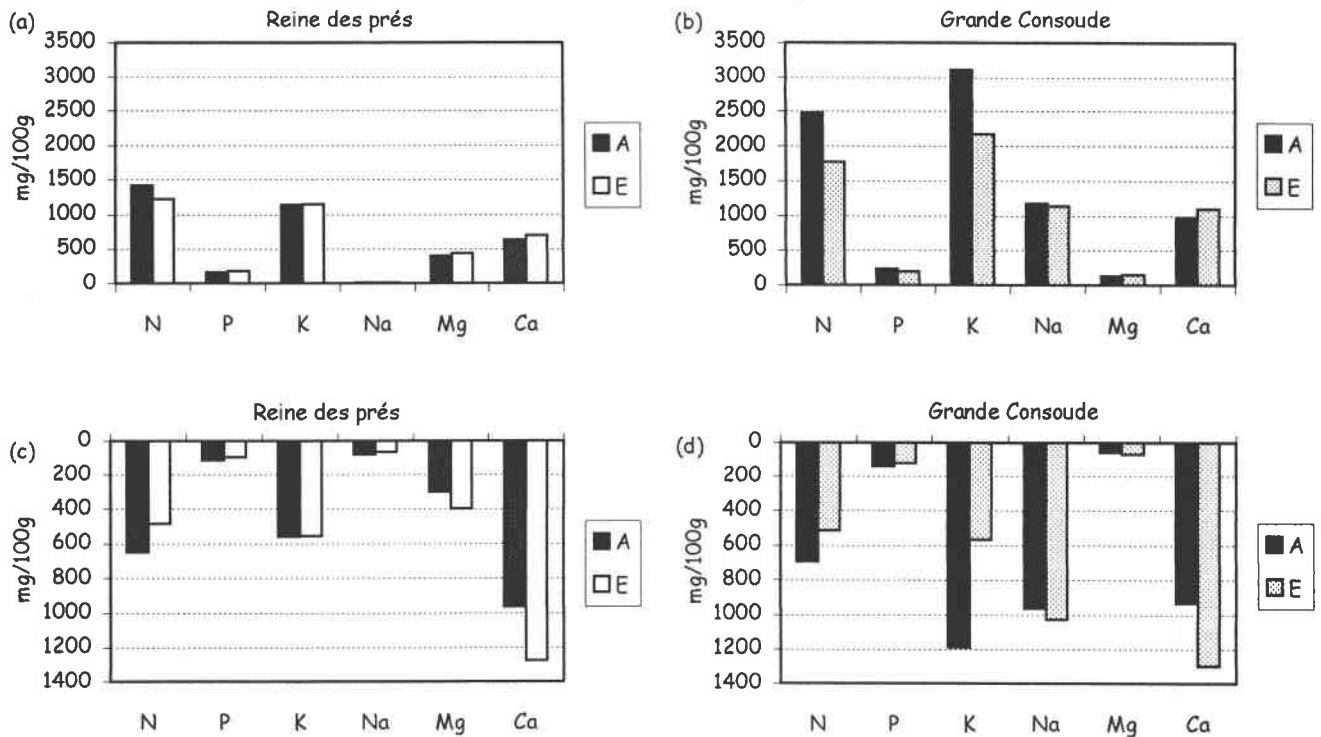 (a)
Reine des prés
3500
3000
2500
2000
1500
1000
500
0
mg/100g
N P K Na Mg Ca
A
E
(b)
Grande Consoude
3500
3000
2500
2000
1500
1000
500
0
mg/100g
N P K Na Mg Ca
A
E
(c)
Reine des prés
0
200
400
600
800
1000
1200
1400
mg/100g
N P K Na Mg Ca
A
E
(d)
Grande Consoude
0
200
400
600
800
1000
1200
1400
mg/100g
N P K Na Mg Ca
A
E